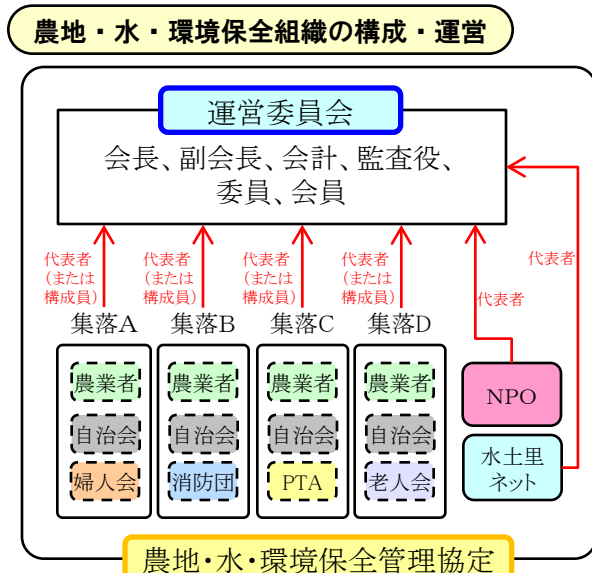 農地・水・環境保全組織の構成・運営
運営委員会
会長、副会長、会計、監査役、
委員、会員
代表者
(または
構成員)
代表者
(または
構成員)
代表者
(または
構成員)
代表者
(または
構成員)
代表者
代表者
集落A
集落B
集落C
集落D
農業者
農業者
農業者
農業者
NPO
自治会
自治会
自治会
自治会
水土里
ネット
婦人会
消防団
PTA
老人会
農地・水・環境保全管理協定